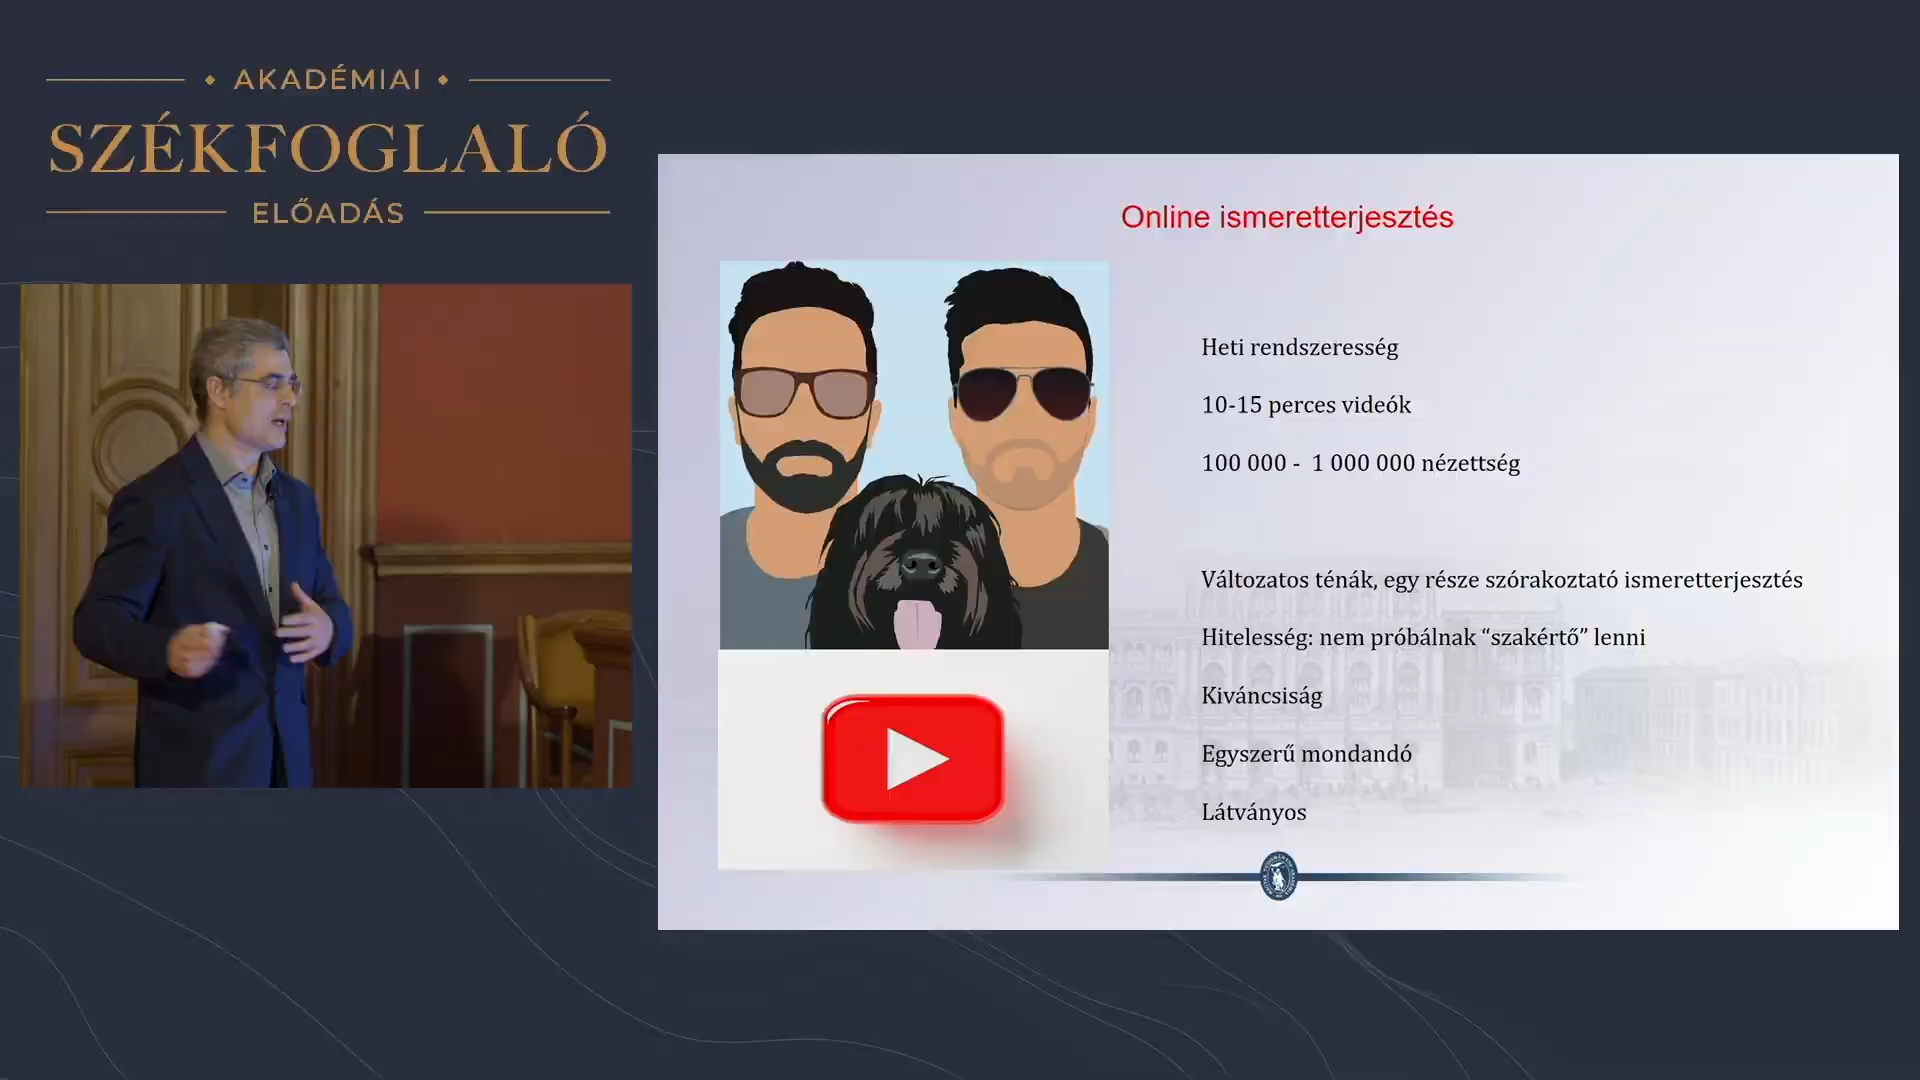 AKADÉMIAI
SZÉKFOGLALÓ
ELŐADÁS
Online ismeretterjesztés
Heti rendszeresség
10-15 perces videók
100 000 -  1 000 000 nézettség
Változatos ténák, egy része szórakoztató ismeretterjesztés
Hitelesség: nem próbálnak “szakértő” lenni
Kiváncsiság
Egyszerű mondandó
Látványos